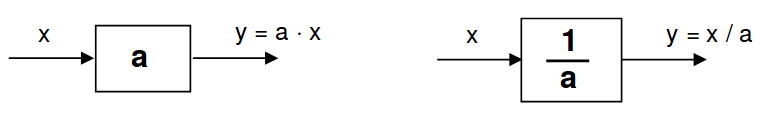 x
a
y = a · x
x
1
a
y = x / a